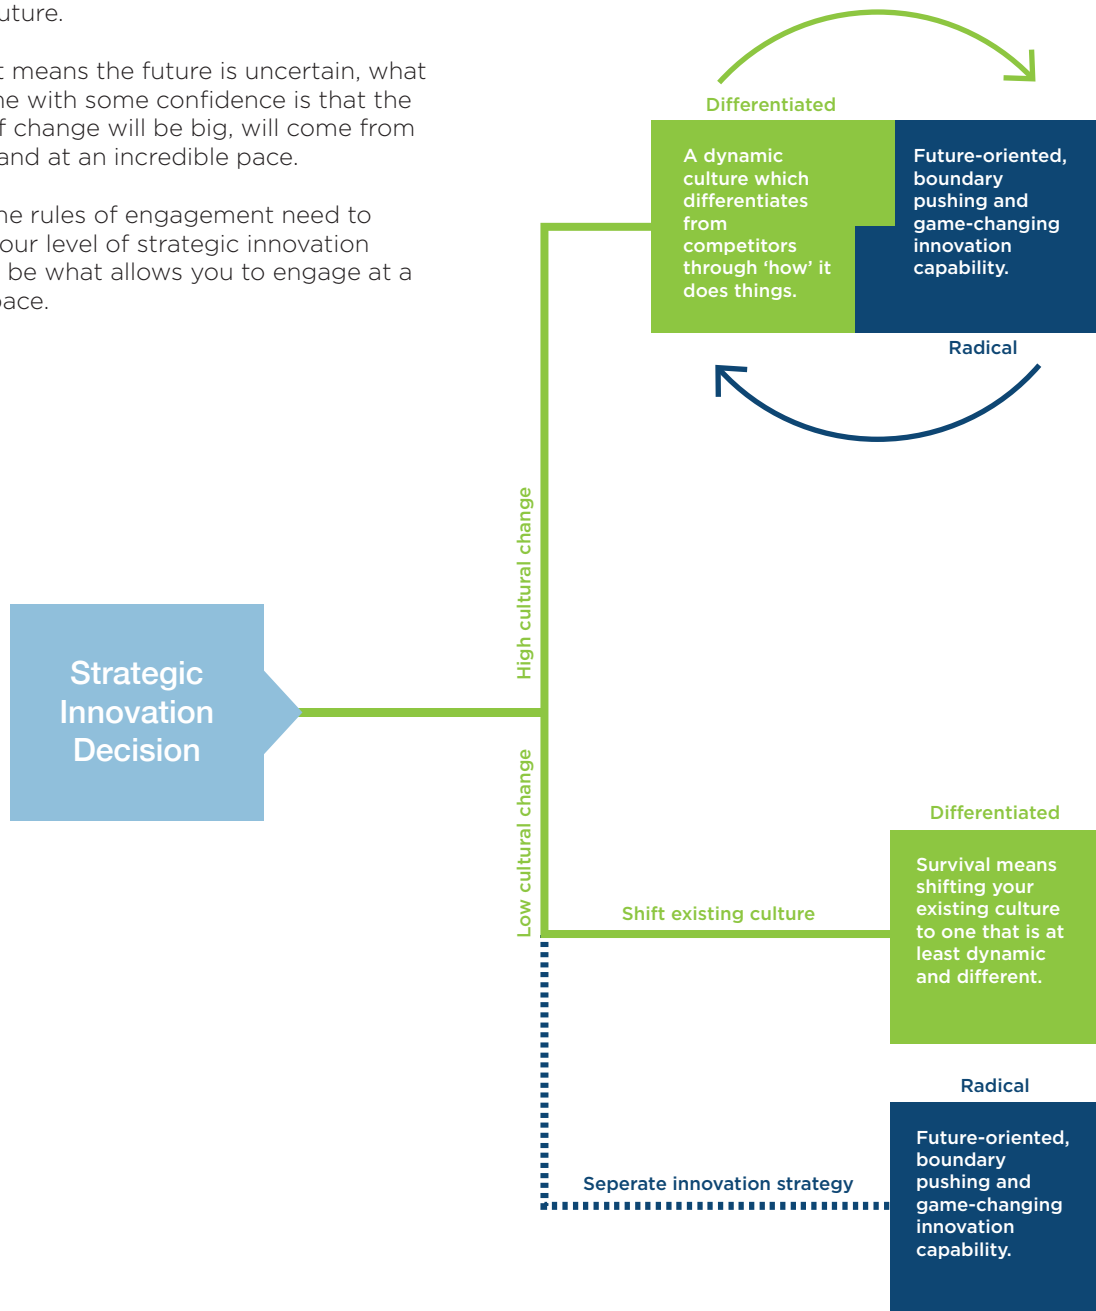 uture.
t means the future is uncertain, what
ne with some confidence is that the
f change will be big, will come from
and at an incredible pace.
ne rules of engagement need to
our level of strategic innovation
be what allows you to engage at a
pace.
Differentiated
A dynamic
culture which
differentiates
from
competitors
through ‘how’ it
does things.
Future-oriented,
boundary
pushing and
game-changing
innovation
capability.
Radical
High cultural change
Strategic
Innovation
Decision
Low cultural change
Shift existing culture
Differentiated
Survival means
shifting your
existing culture
to one that is at
least dynamic
and different.
Seperate innovation strategy
Radical
Future-oriented,
boundary
pushing and
game-changing
innovation
capability.